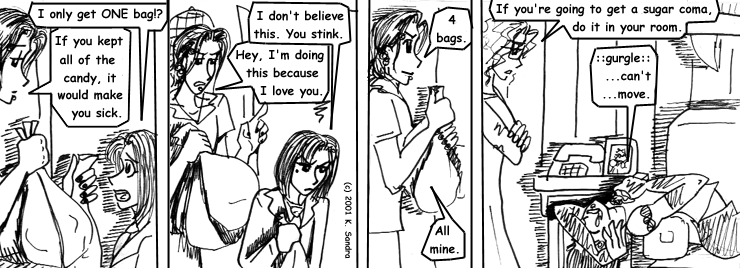 I only get ONE bag!?
If you kept
all of the
candy, it
would make
you sick.
I don't believe
this. You stink.
Hey, I'm doing
this because
I love you.
(c) 2001 K. Sandra
4
bags.
All
mine.
If you're going to get a sugar coma,
do it in your room.
::gurgle::
...can't
...move.